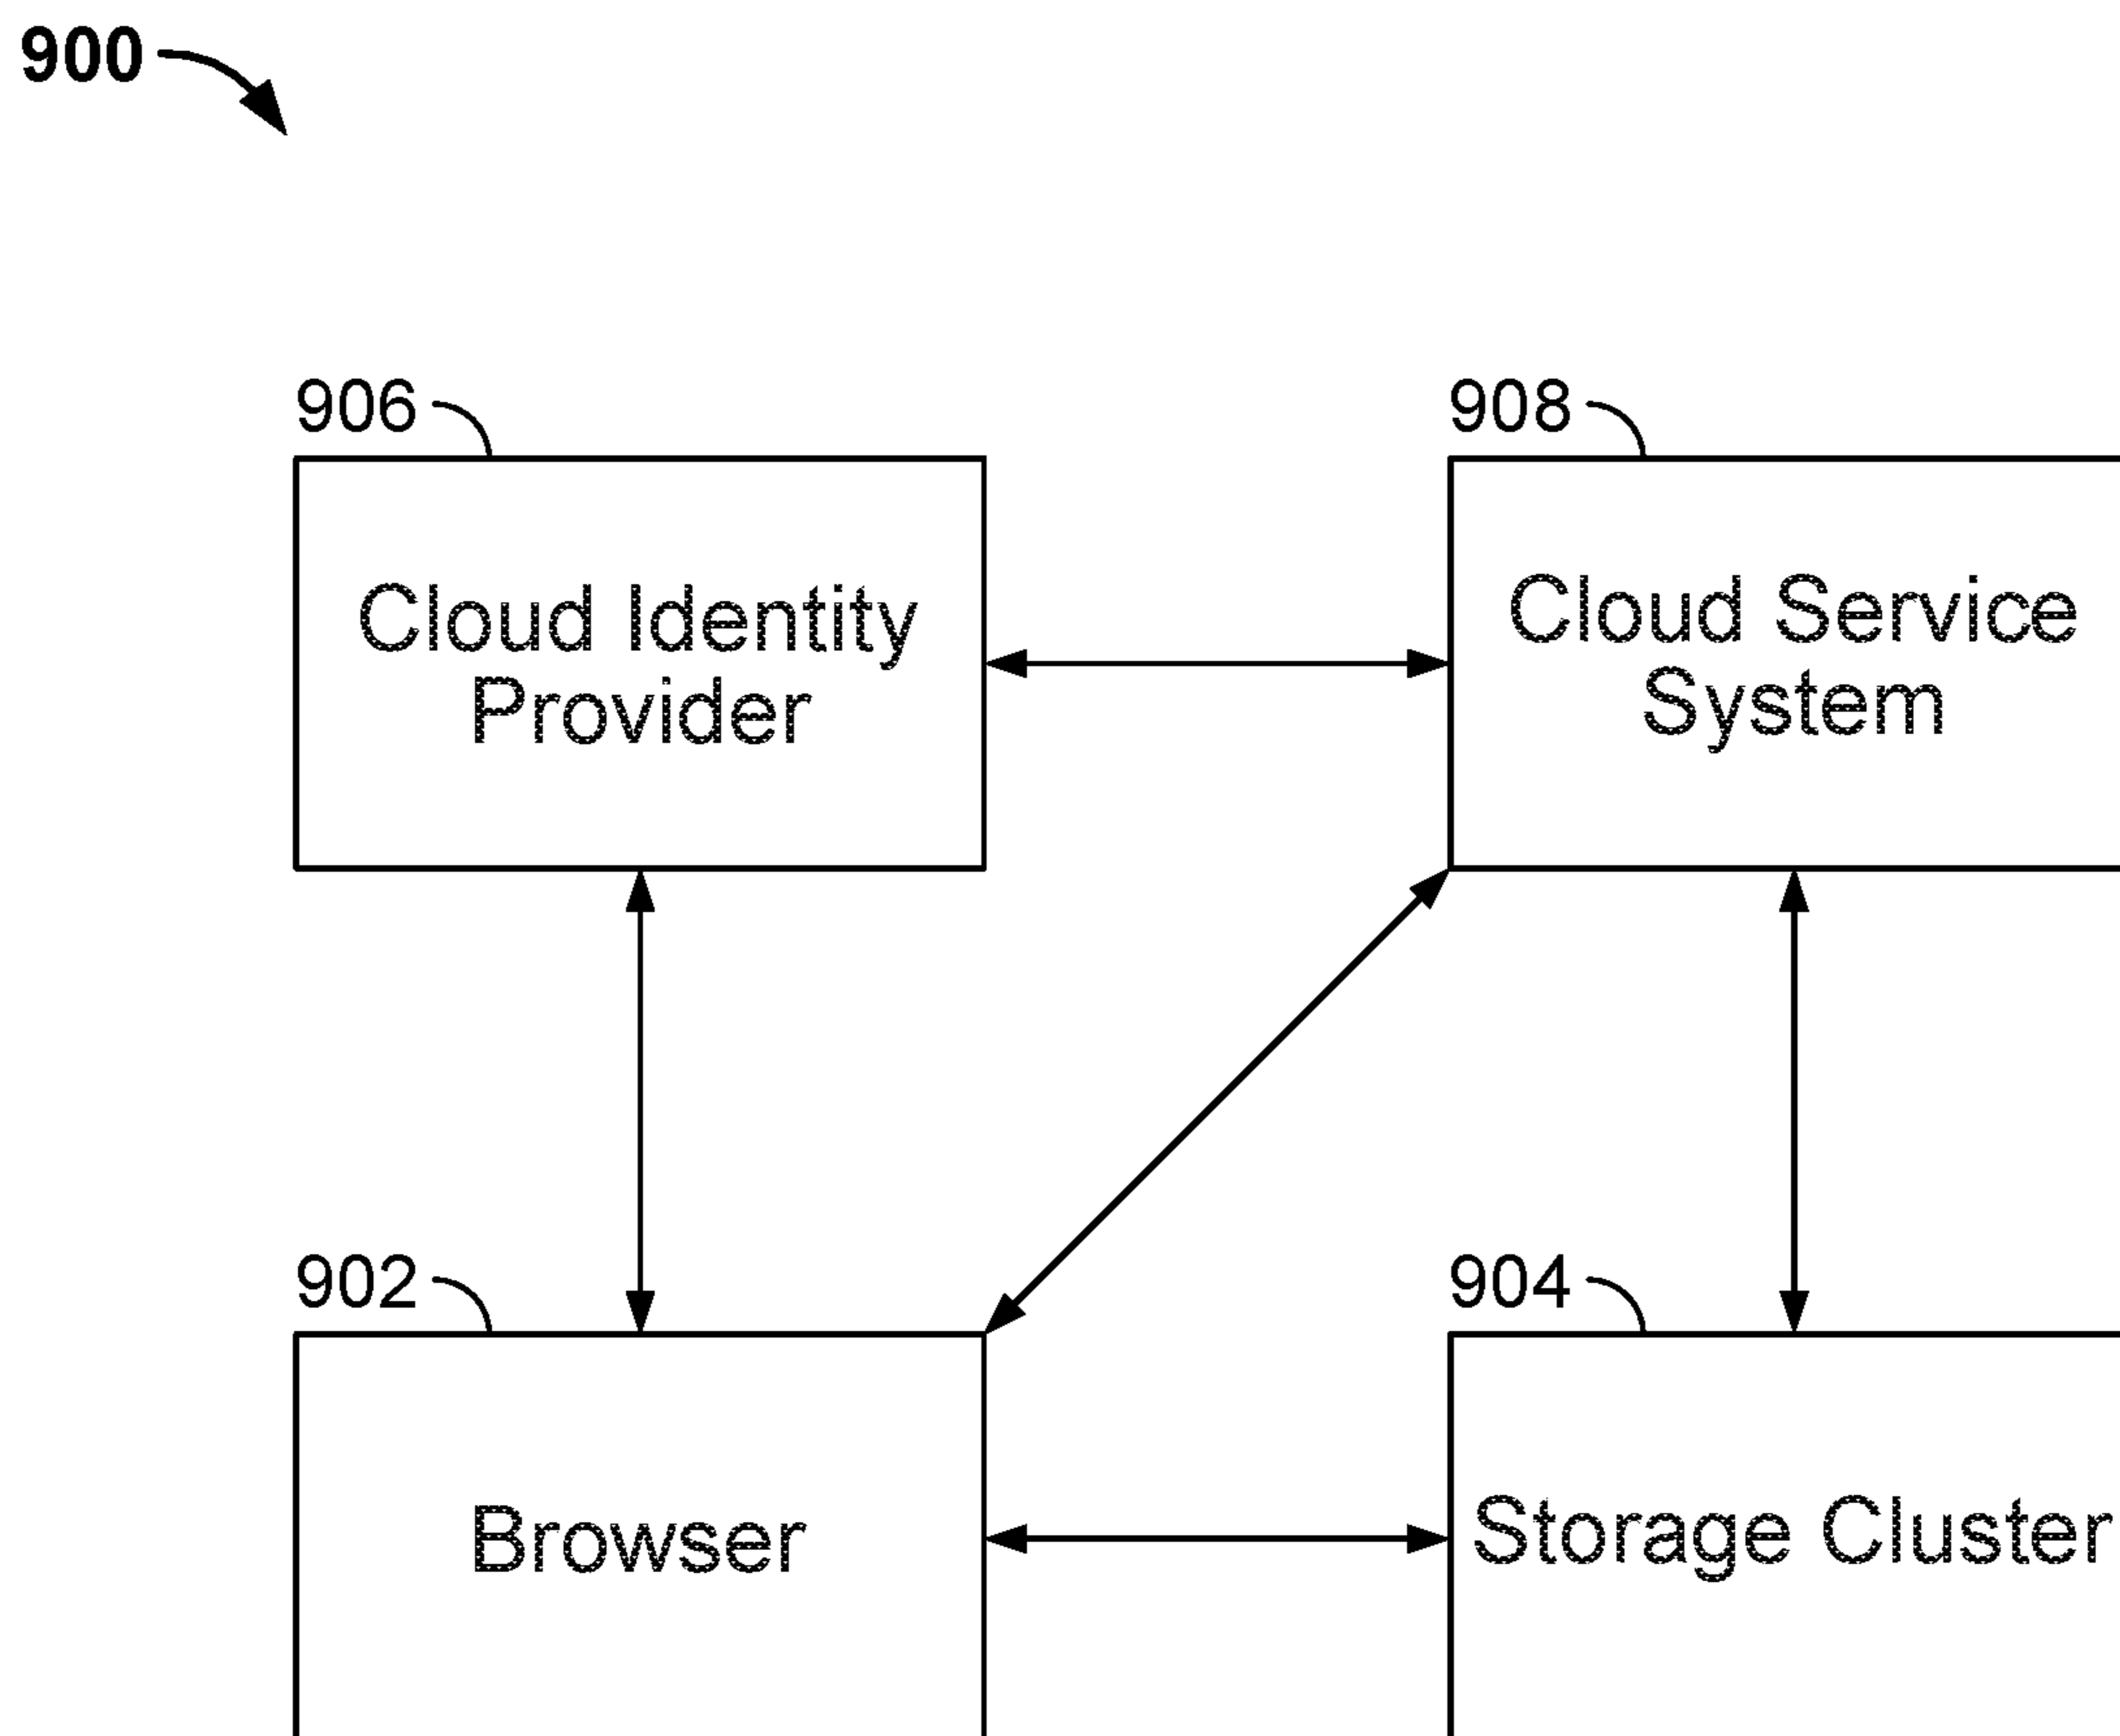 900
906
908
Cloud Identity
Provider
Cloud Service
System
902
904
Browser
Storage Cluster